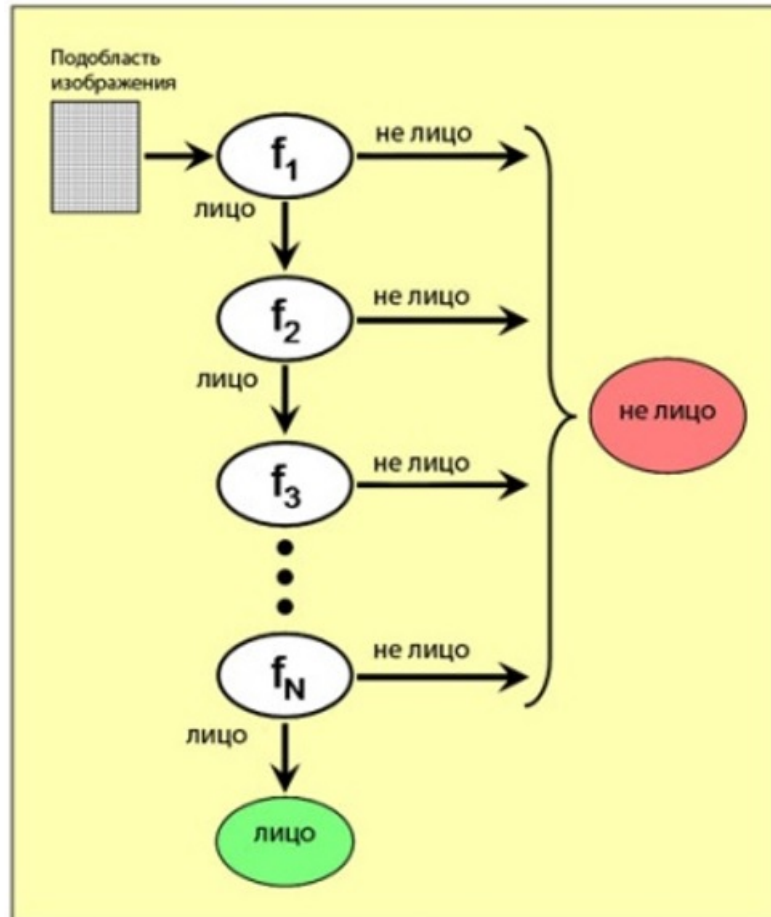 Подобласть
изображения
f1
не лицо
лицо
f2
не лицо
лицо
f3
не лицо
не лицо
fN
не лицо
лицо
лицо